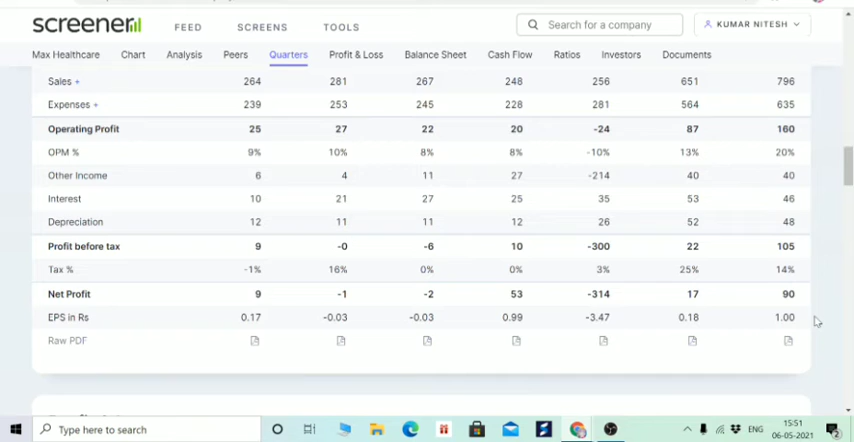 screener
FEED SCREENS TOOLS
Search for a company
KUMAR NITESH
Max Healthcare Chart Analysis Peers Quarters Profit & Loss Balance Sheet Cash Flow Ratios Investors Documents
Sales + 264 281 267 248 256 651 796
Expenses + 239 253 245 228 281 564 635
Operating Profit 25 27 22 20 -24 87 160
OPM % 9% 10% 8% 8% -10% 13% 20%
Other Income 6 4 11 27 -214 40 40
Interest 10 21 27 25 35 53 46
Depreciation 12 11 11 12 26 52 48
Profit before tax 9 -0 -6 10 -300 22 105
Tax % -1% 16% 0% 0% 3% 25% 14%
Net Profit 9 -1 -2 53 -314 17 90
EPS in Rs 0.17 -0.03 -0.03 0.99 -3.47 0.18 1.00
Raw PDF
Type here to search
ENG
15:51
06-05-2021
2